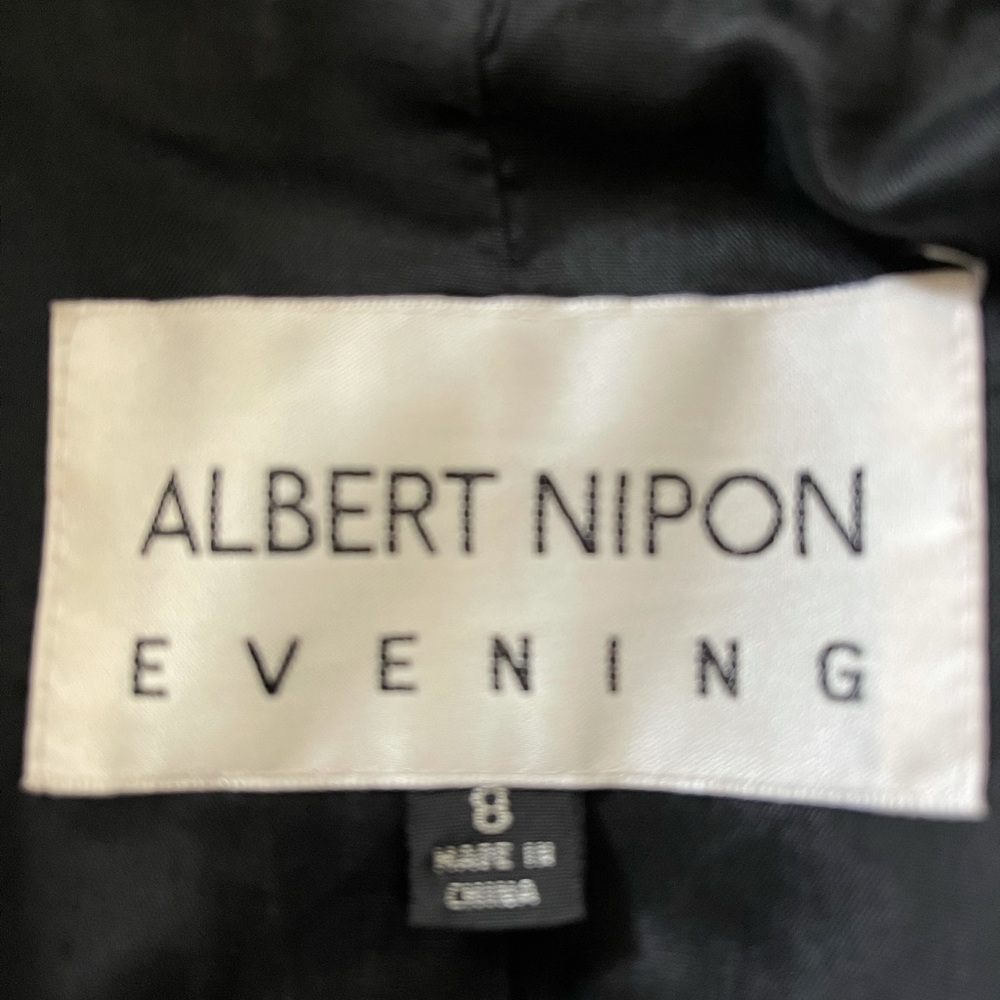 ALBERT NIPON
EVENING
8
MADE IN
CHINA